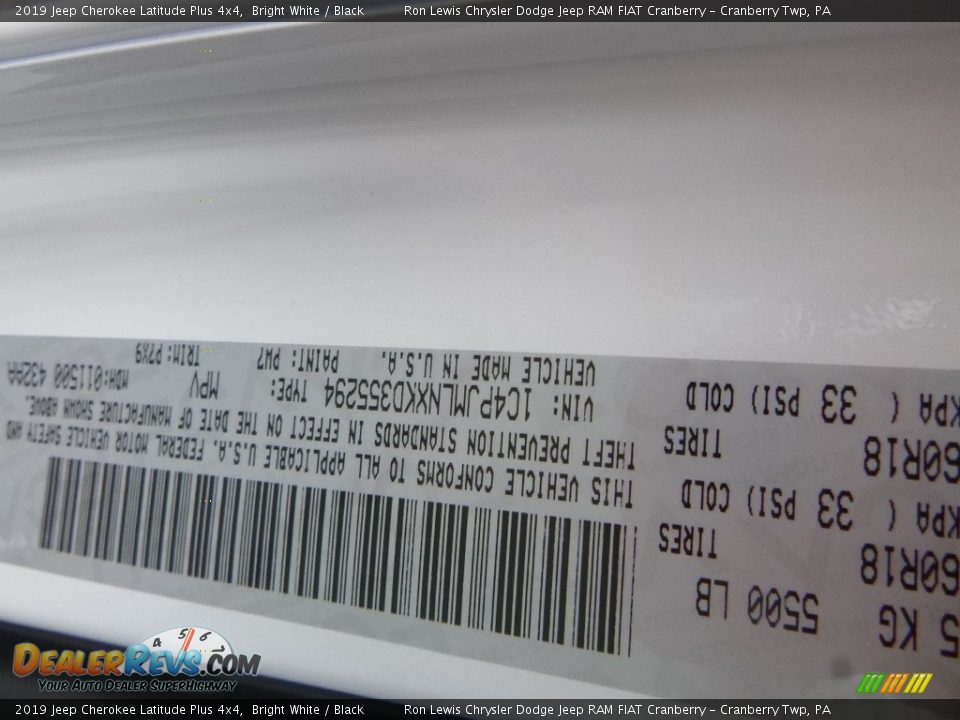 2019 Jeep Cherokee Latitude Plus 4x4, Bright White / Black Ron Lewis Chrysler Dodge Jeep RAM FIAT Cranberry - Cranberry Twp, PA
5 KG 5500 LB
60R18 TIRES
KPA ( 33 PSI) COLD
60R18 TIRES
KPA ( 33 PSI) COLD
THIS VEHICLE CONFORMS TO ALL APPLICABLE U.S.A. FEDERAL MOTOR VEHICLE SAFETY AND
THEFT PREVENTION STANDARDS IN EFFECT ON THE DATE OF MANUFACTURE SHOWN ABOVE.
VIN: 1C4PJMLNXKD355294 TYPE: MPV MDH:011500 432AA
VEHICLE MADE IN U.S.A. PAINT: PW7 TRIM: P7X9
4 5 6 7
DEALERREVS.COM
YOUR AUTO DEALER SUPERHIGHWAY
2019 Jeep Cherokee Latitude Plus 4x4, Bright White / Black Ron Lewis Chrysler Dodge Jeep RAM FIAT Cranberry - Cranberry Twp, PA